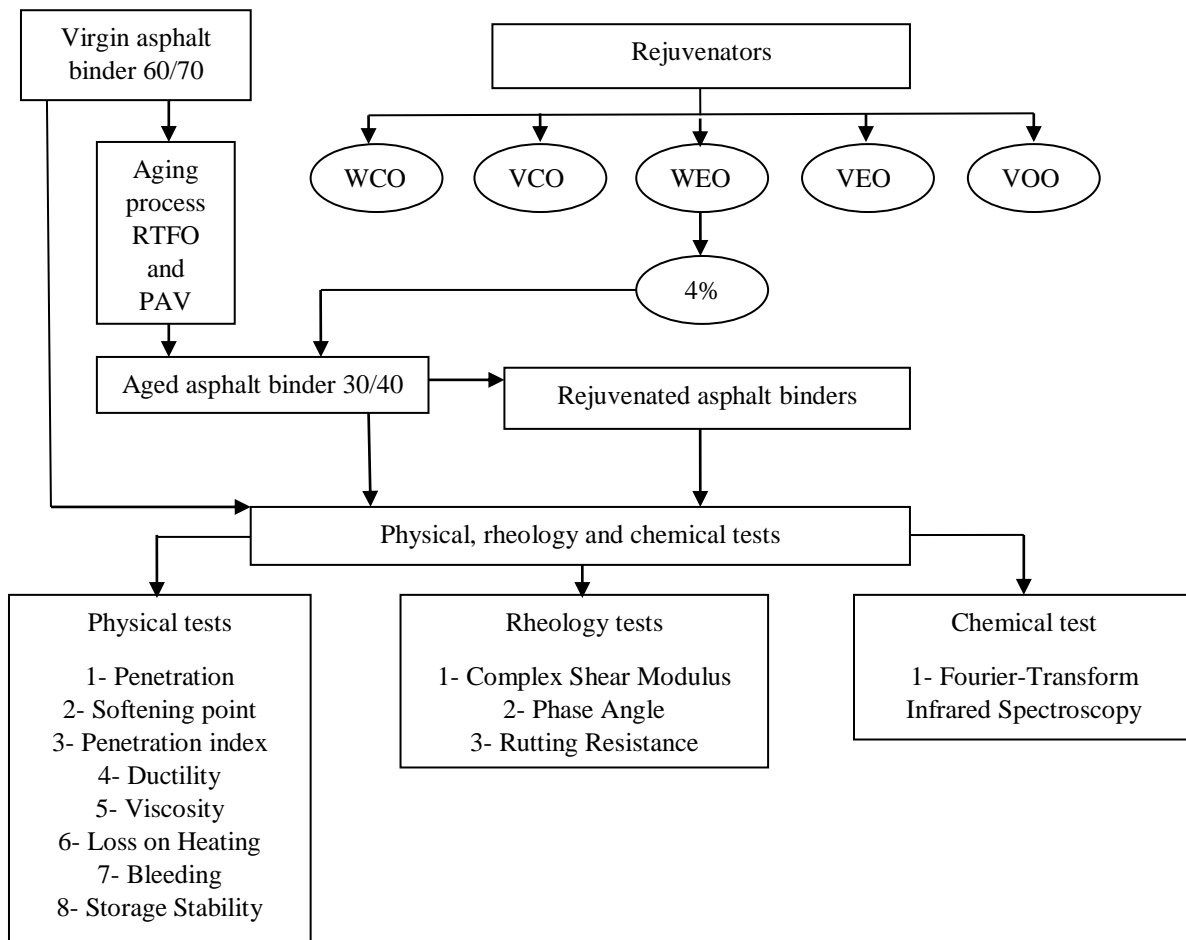 Virgin asphalt
binder 60/70
Rejuvenators
Aging
process
RTFO
and
PAV
WCO
VCO
WEO
VEO
VOO
4%
Aged asphalt binder 30/40
Rejuvenated asphalt binders
Physical, rheology and chemical tests
Physical tests
1- Penetration
2- Softening point
3- Penetration index
4- Ductility
5- Viscosity
6- Loss on Heating
7- Bleeding
8- Storage Stability
Rheology tests
1- Complex Shear Modulus
2- Phase Angle
3- Rutting Resistance
Chemical test
1- Fourier-Transform
Infrared Spectroscopy